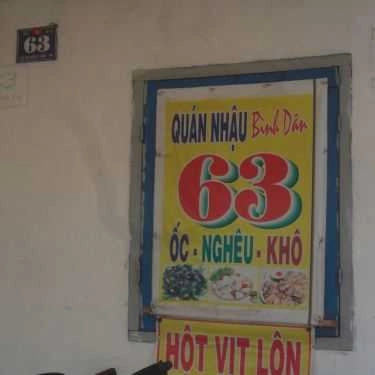 63
QUÁN NHẬU Bình Dân
63
ỐC - NGHÊU - KHÔ
HỘT VỊT LỘN